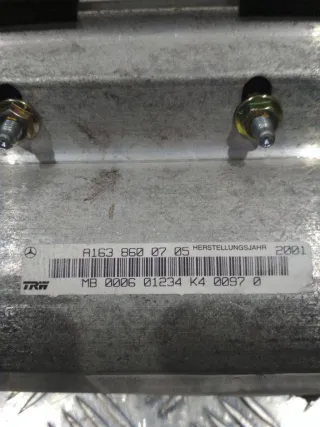 A163 860 07 05 HERSTELLUNGSJAHR 2001
TRW MB 0006 01234 K4 0097 0